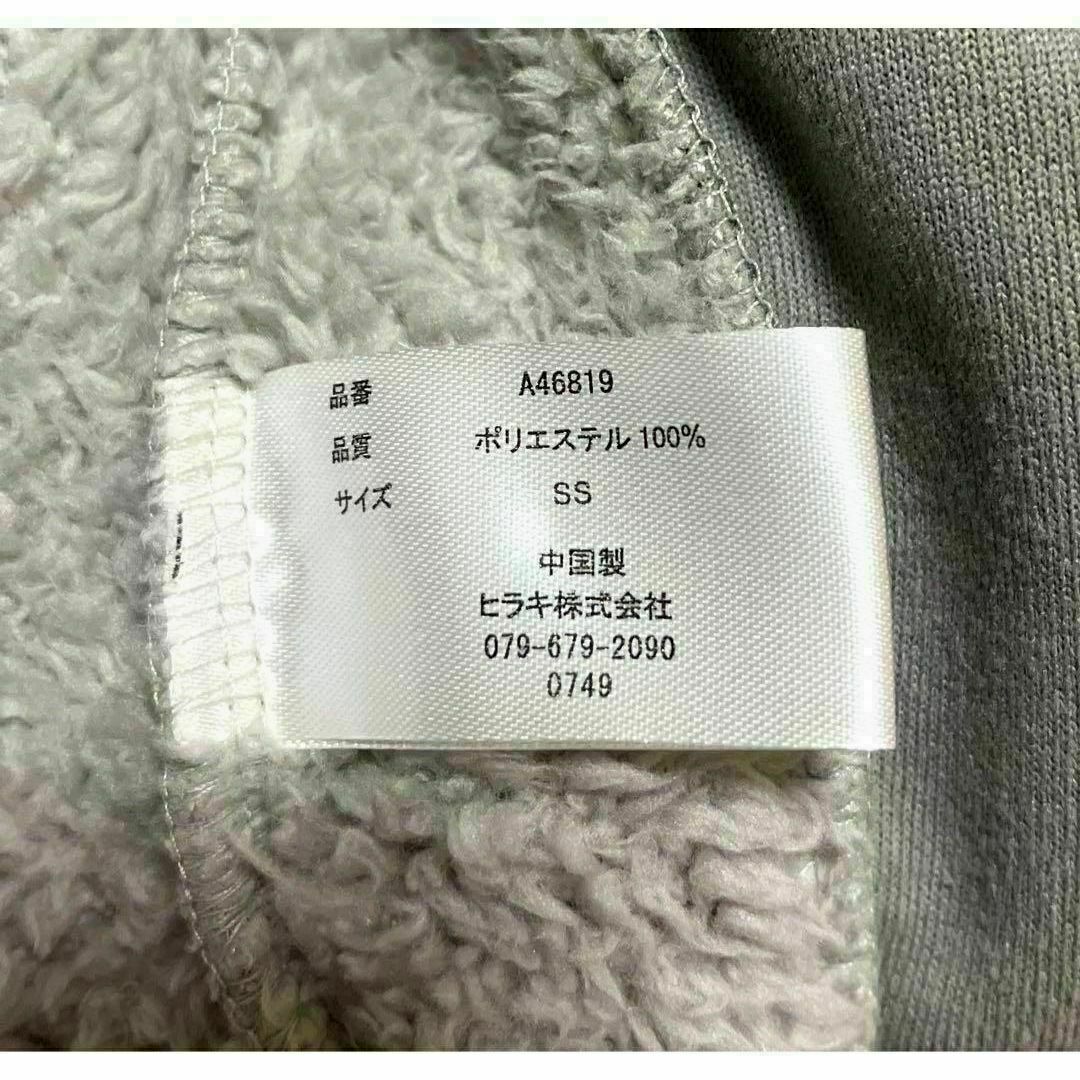 品番 A46819
品質 ポリエステル 100%
サイズ SS
中国製
ヒラキ株式会社
079-679-2090
0749